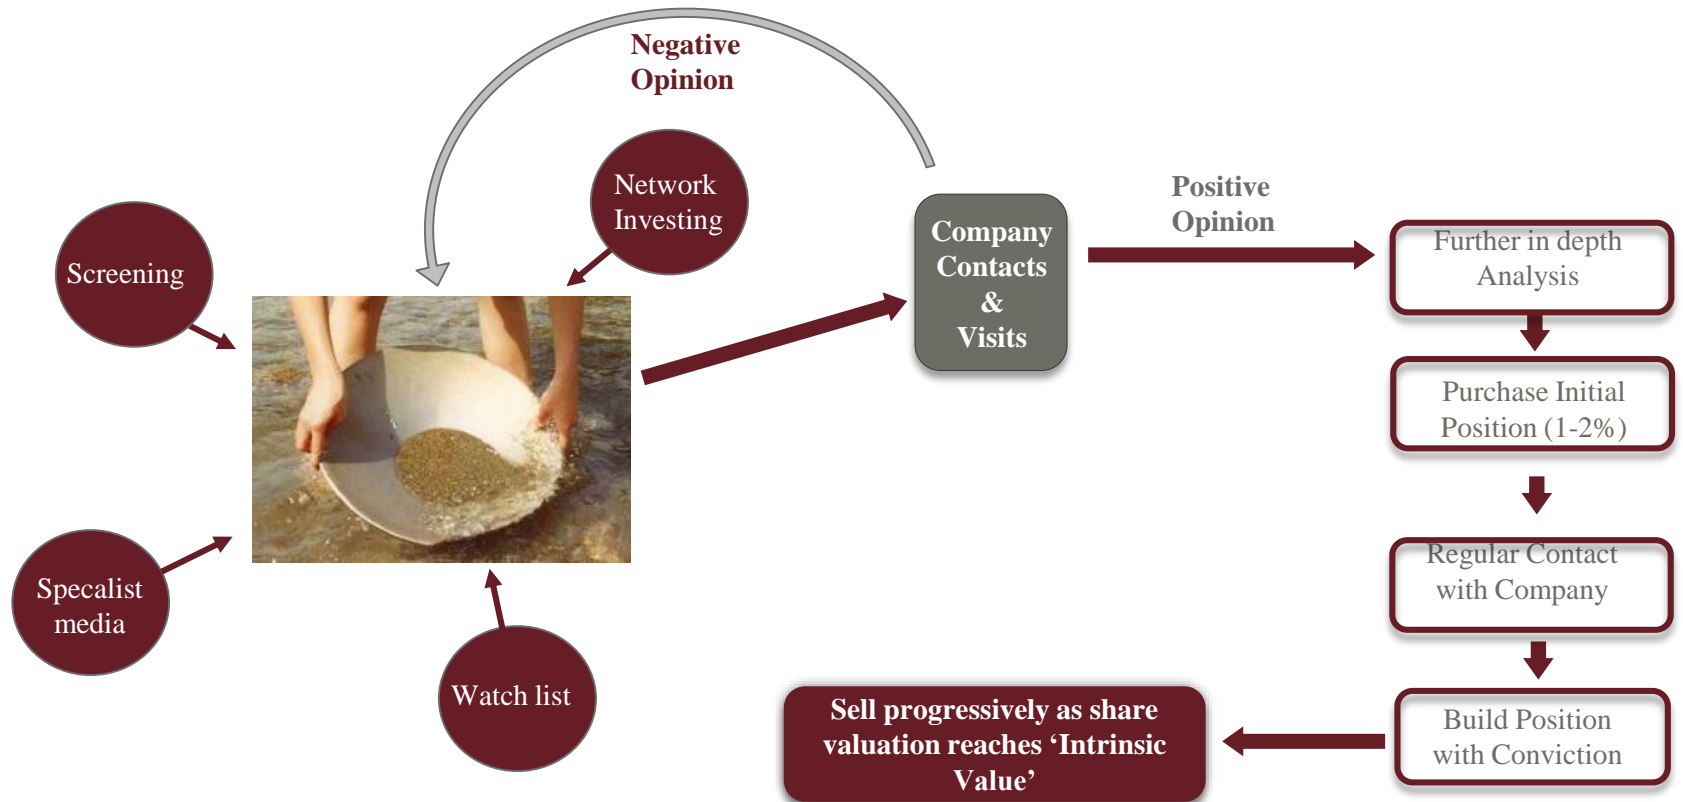 Negative
Opinion
Network
Investing
Screening
Specalist
media
Watch list
Company
Contacts
&
Visits
Positive
Opinion
Further in depth
Analysis
Purchase Initial
Position (1-2%)
Regular Contact
with Company
Build Position
with Conviction
Sell progressively as share
valuation reaches ‘Intrinsic
Value’